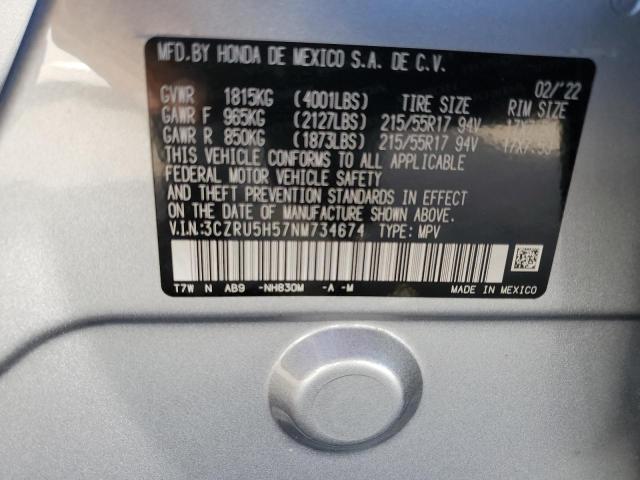 MFD.BY HONDA DE MEXICO S.A. DE C.V.
02/'22
GVWR 1815KG (4001LBS) TIRE SIZE RIM SIZE
GAWR F 965KG (2127LBS) 215/55R17 94V
GAWR R 850KG (1873LBS) 215/55R17 94V
THIS VEHICLE CONFORMS TO ALL APPLICABLE
FEDERAL MOTOR VEHICLE SAFETY
AND THEFT PREVENTION STANDARDS IN EFFECT
ON THE DATE OF MANUFACTURE SHOWN ABOVE.
V.I.N:3CZRU5H57NM734674 TYPE: MPV
T7W N AB9 -NH830M -A -M
MADE IN MEXICO